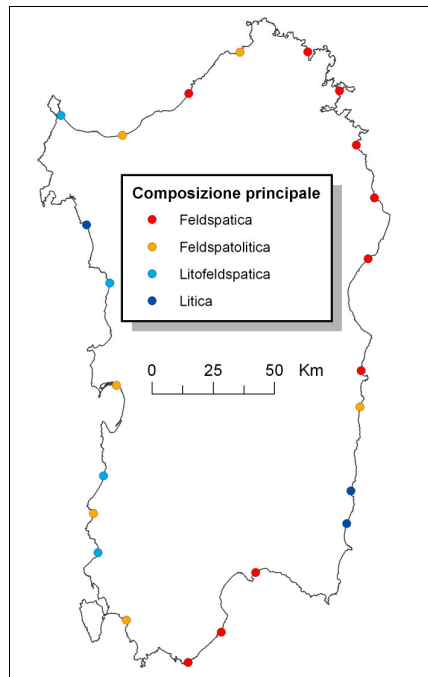 Composizione principale
Feldspatica
Feldspatolitica
Litofeldspatica
Litica
0 25 50 Km